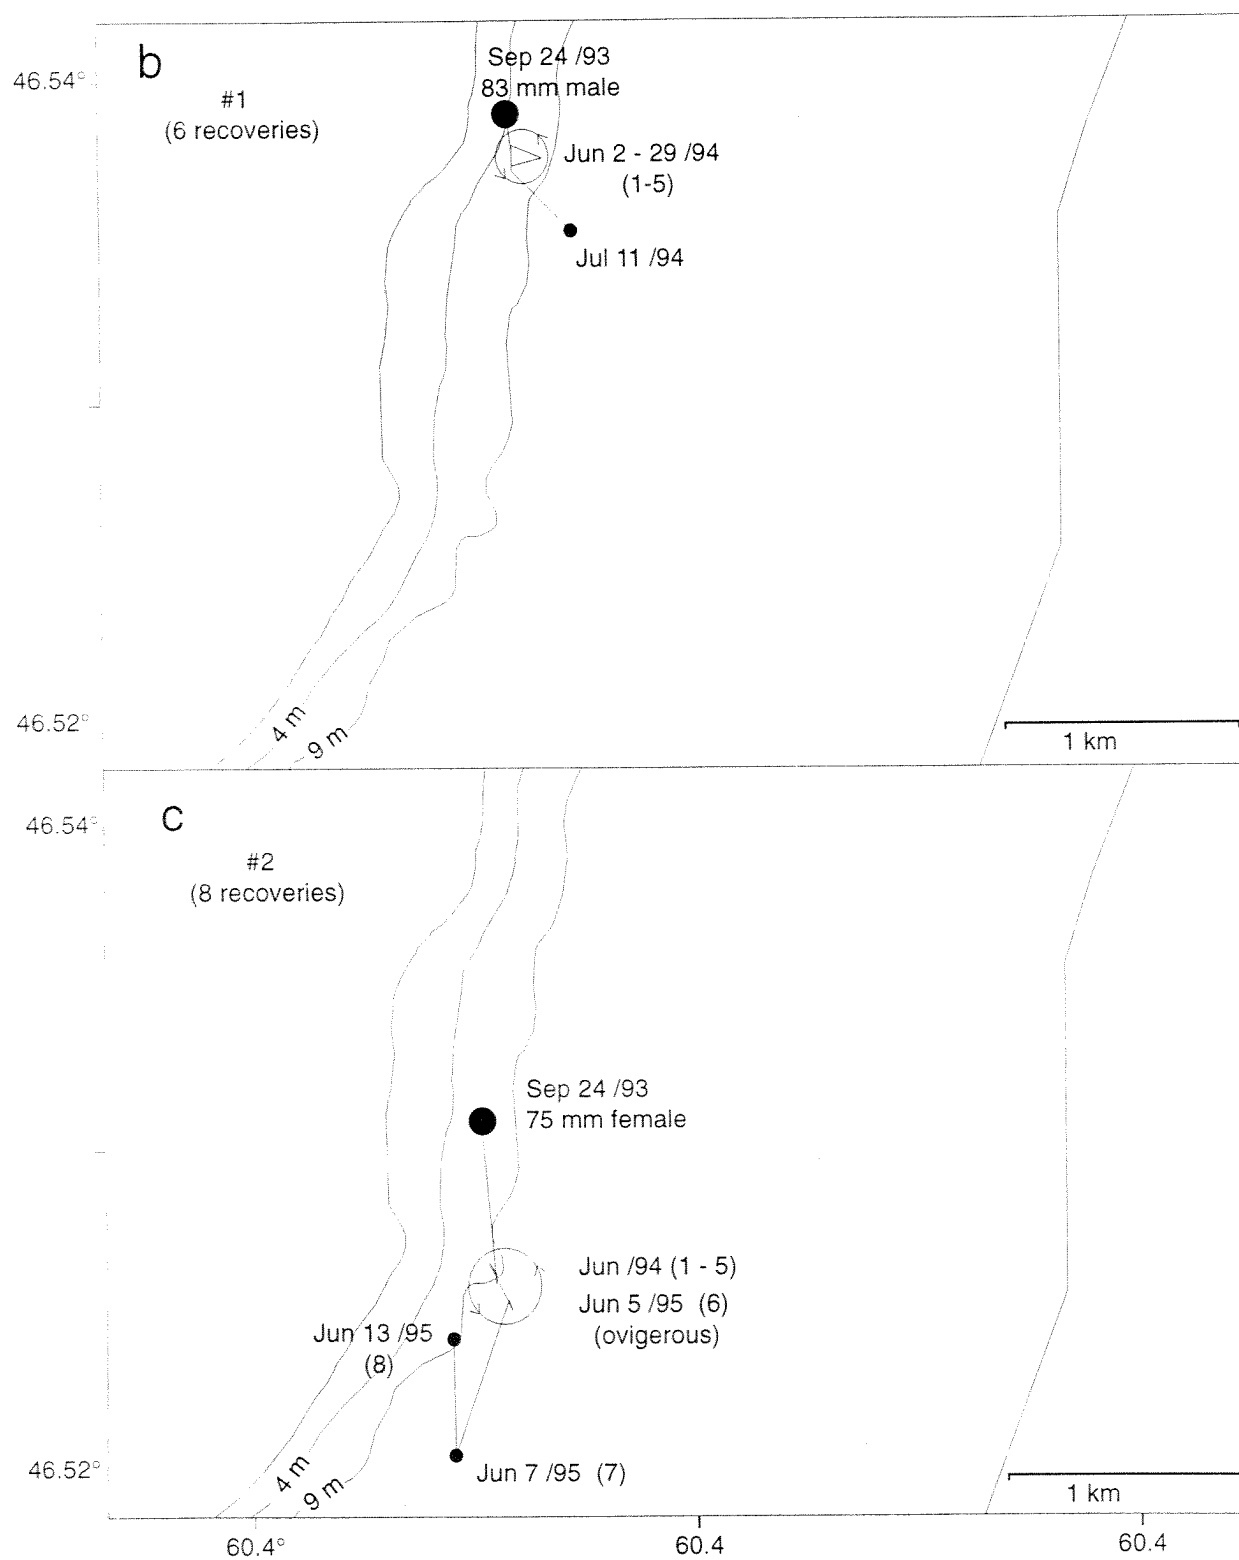 b
46.54°
#1
(6 recoveries)
Sep 24 /93
83 mm male
Jun 2 - 29 /94
(1-5)
Jul 11 /94
46.52°
4 m
9 m
1 km
c
46.54°
#2
(8 recoveries)
Sep 24 /93
75 mm female
Jun /94 (1 - 5)
Jun 5 /95 (6)
(ovigerous)
Jun 13 /95
(8)
Jun 7 /95 (7)
46.52°
4 m
9 m
1 km
60.4°
60.4
60.4